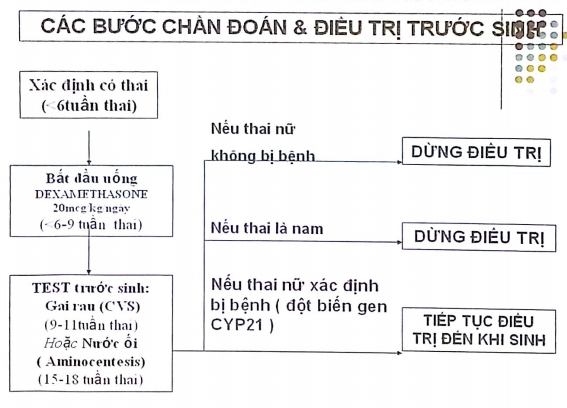 CÁC BƯỚC CHẨN ĐOÁN & ĐIỀU TRỊ TRƯỚC SINH
Xác định có thai
(<6tuần thai)
Bắt đầu uống
DEXAMETHASONE
20mcg kg ngày
(<6-9 tuần thai)
TEST trước sinh:
Gai rau (CVS)
(9-11tuần thai)
Hoặc Nước ối
( Aminocentesis)
(15-18 tuần thai)
Nếu thai nữ
không bị bệnh
DỪNG ĐIỀU TRỊ
Nếu thai là nam
DỪNG ĐIỀU TRỊ
Nếu thai nữ xác định
bị bệnh ( đột biến gen
CYP21 )
TIẾP TỤC ĐIỀU
TRỊ ĐẾN KHI SINH